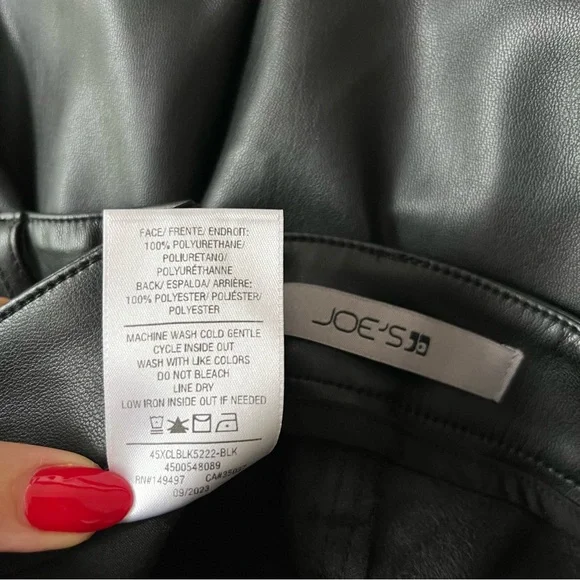 FACE/ FRENTE/ ENDROIT:
100% POLYURETHANE/
POLIURETANO/
POLYURÉTHANNE
BACK/ ESPALDA/ ARRIÈRE:
100% POLYESTER/ POLIÉSTER/
POLYESTER
MACHINE WASH COLD GENTLE
CYCLE INSIDE OUT
WASH WITH LIKE COLORS
DO NOT BLEACH
LINE DRY
LOW IRON INSIDE OUT IF NEEDED
45XCLBLK5222-BLK
4500548089
RN#149497
09/2023
JOE'S